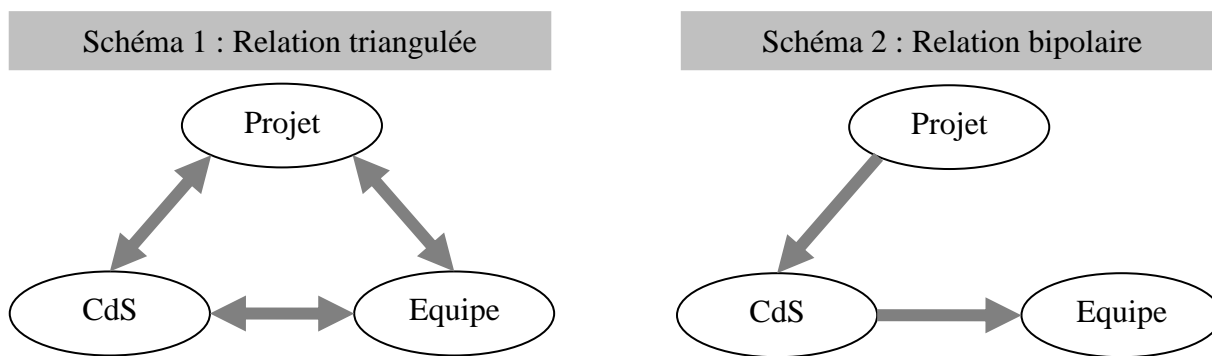 Schéma 1 : Relation triangulée
Projet
CdS
Equipe
Schéma 2 : Relation bipolaire
Projet
CdS
Equipe